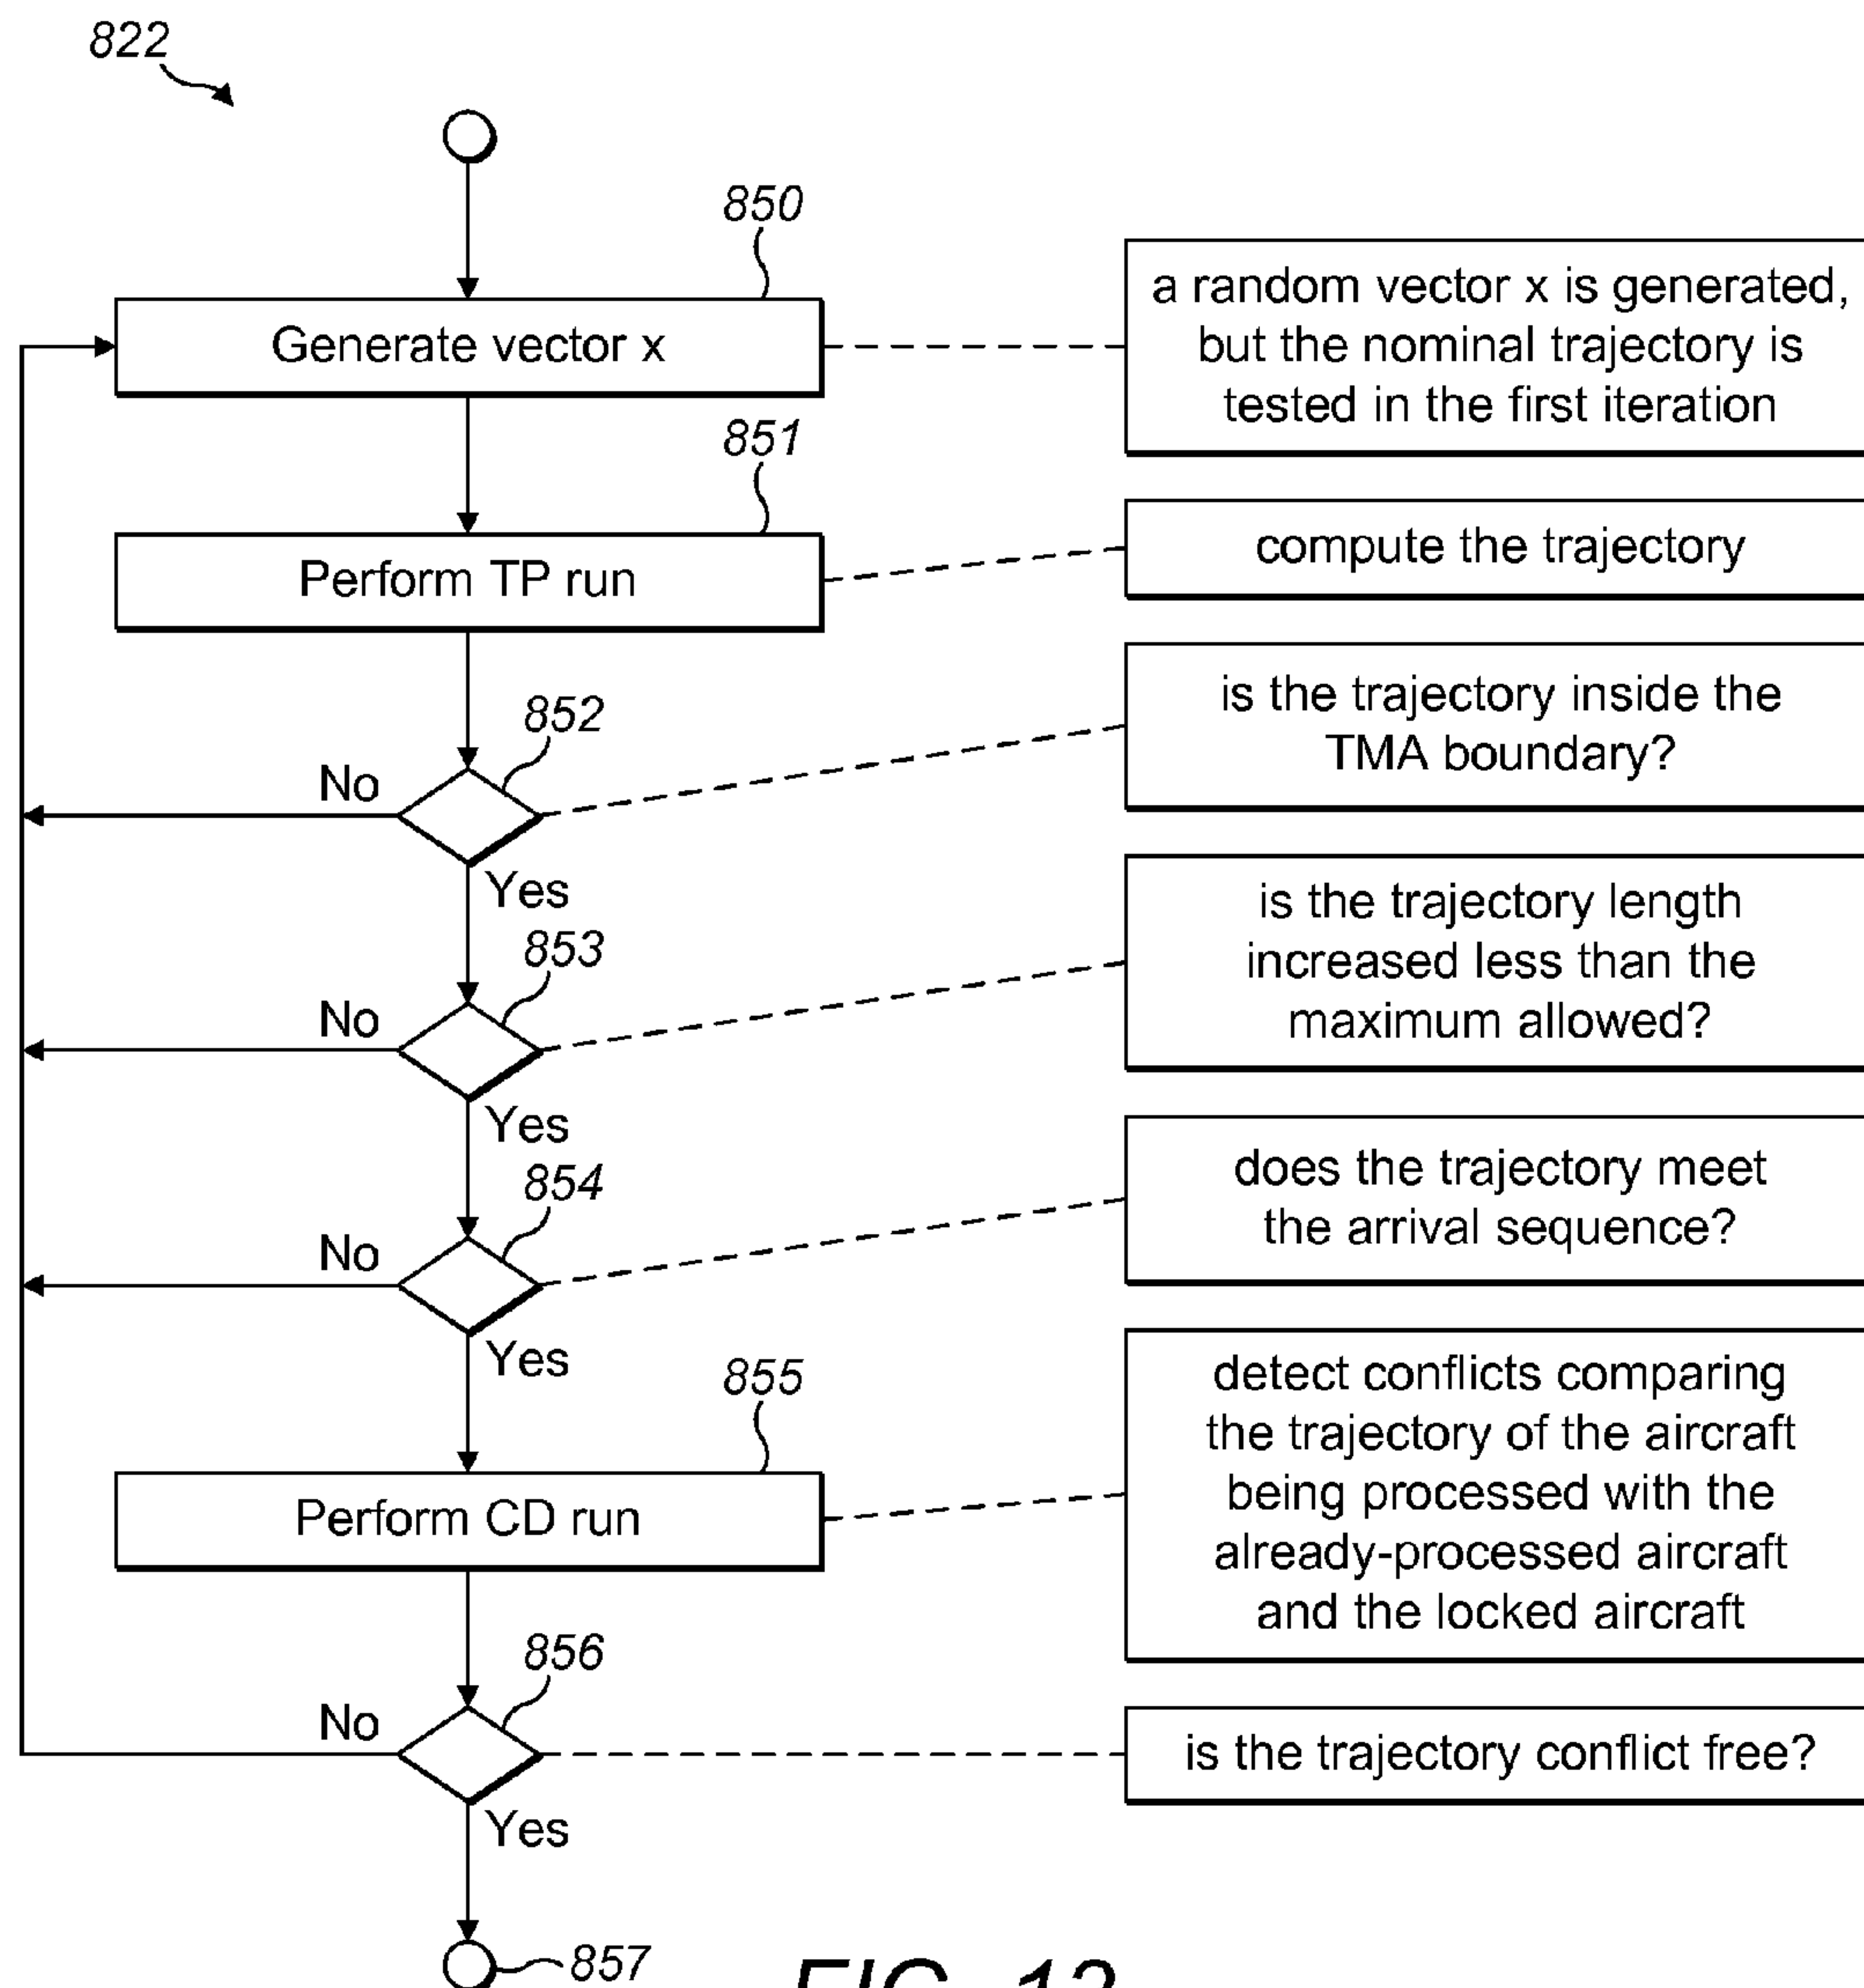 822
850
Generate vector x
a random vector x is generated,
but the nominal trajectory is
tested in the first iteration
851
Perform TP run
compute the trajectory
852
No
Yes
is the trajectory inside the
TMA boundary?
853
No
Yes
is the trajectory length
increased less than the
maximum allowed?
854
No
Yes
does the trajectory meet
the arrival sequence?
855
Perform CD run
detect conflicts comparing
the trajectory of the aircraft
being processed with the
already-processed aircraft
and the locked aircraft
856
No
Yes
is the trajectory conflict free?
857
FIG. 12